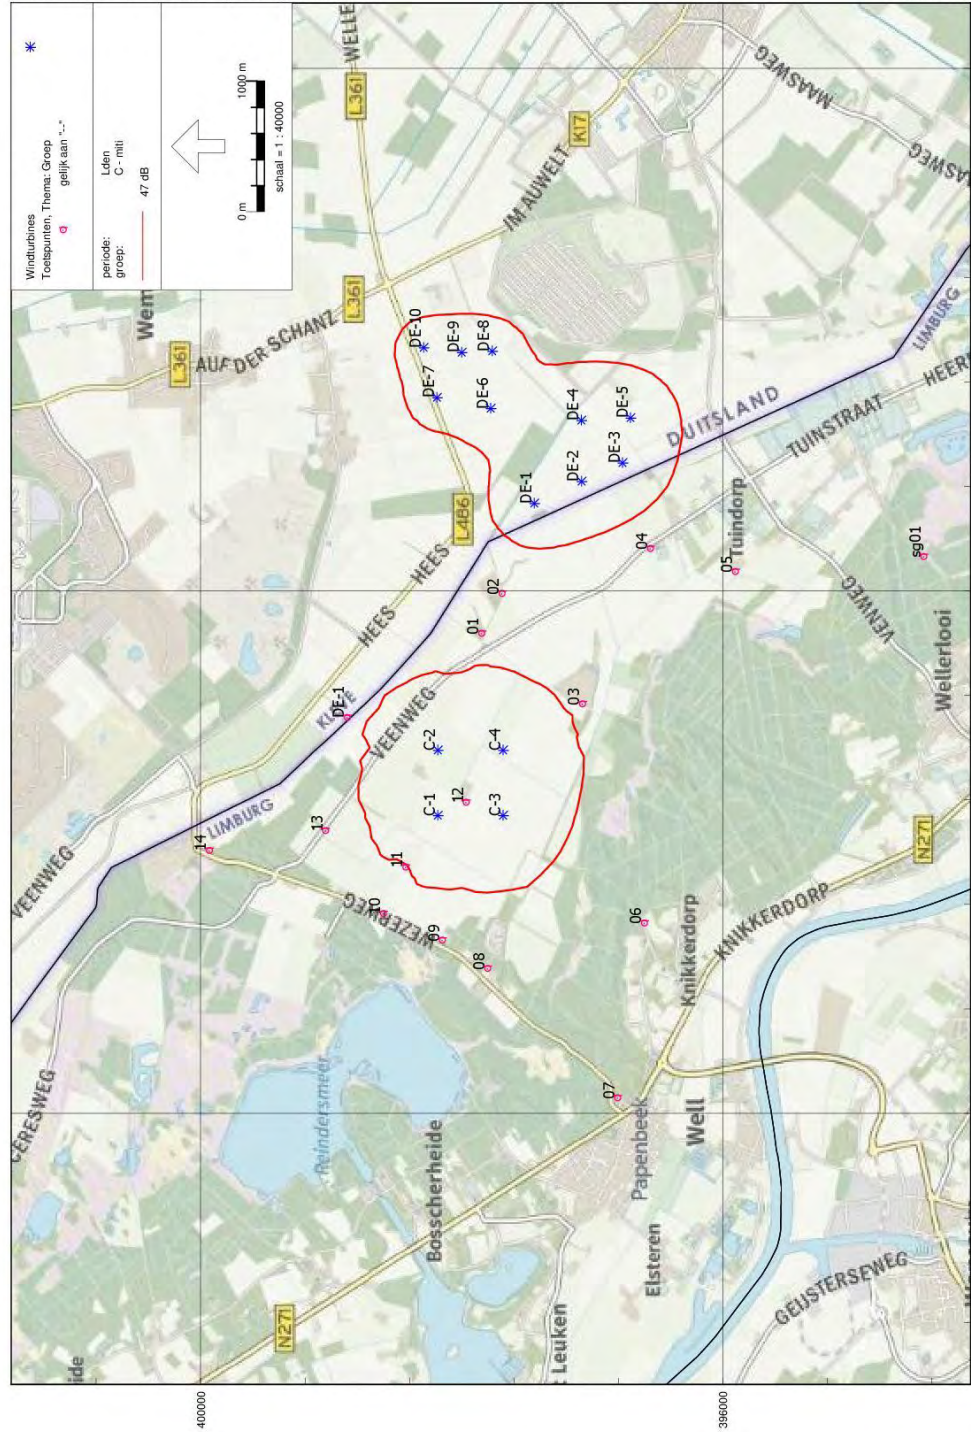 Windturbines
Toetspunten, Thema: Groep
gelijk aan "--"
periode: Lden
groep: C - miti
47 dB
0 m 1000 m
schaal = 1 : 40000
400000
396000
WELLE
L361
MAASWEG
K17
IM AUWELT
L361
AUF DER SCHANZ
L361
DE-10
DE-9
DE-8
DE-7
DE-6
DE-4
DE-5
DE-3
DE-2
DE-1
DUITSLAND
LIMBURG
TUINSTRAAT
L486
HEES
HEES
04
05
Tuindorp
sg01
02
01
VENWEG
Wellerlooi
DE-1
VEENWEG
03
C-2
C-4
C-1
12
C-3
LIMBURG
13
14
VEENWEG
11
10
WEZERWEG
09
08
06
Knikkerdorp
KNIKKERDORP
N271
07
Papenbeek
Well
CERESWEG
Reindersmeer
Bosscherheide
Elsteren
GEIJSTERSEWEG
N271
Leuken
ide